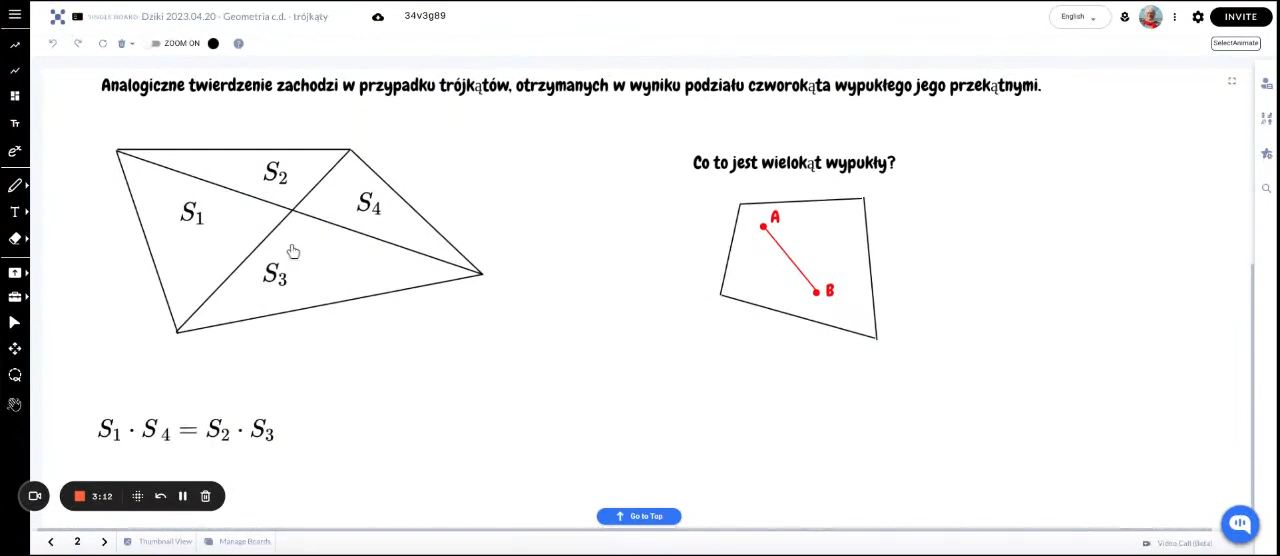 SINGLE BOARD: Dziki 2023.04.20 - Geometria c.d. - trójkąty
34v3g89
English
INVITE
ZOOM ON
SelectAnimate
Analogiczne twierdzenie zachodzi w przypadku trójkątów, otrzymanych w wyniku podziału czworokąta wypukłego jego przekątnymi.
Co to jest wielokąt wypukły?
S₂
S₁
S₄
S₃
A
B
S₁ · S₄ = S₂ · S₃
3:12
Go to Top
2
Thumbnail View
Manage Boards
Video Call (Beta)